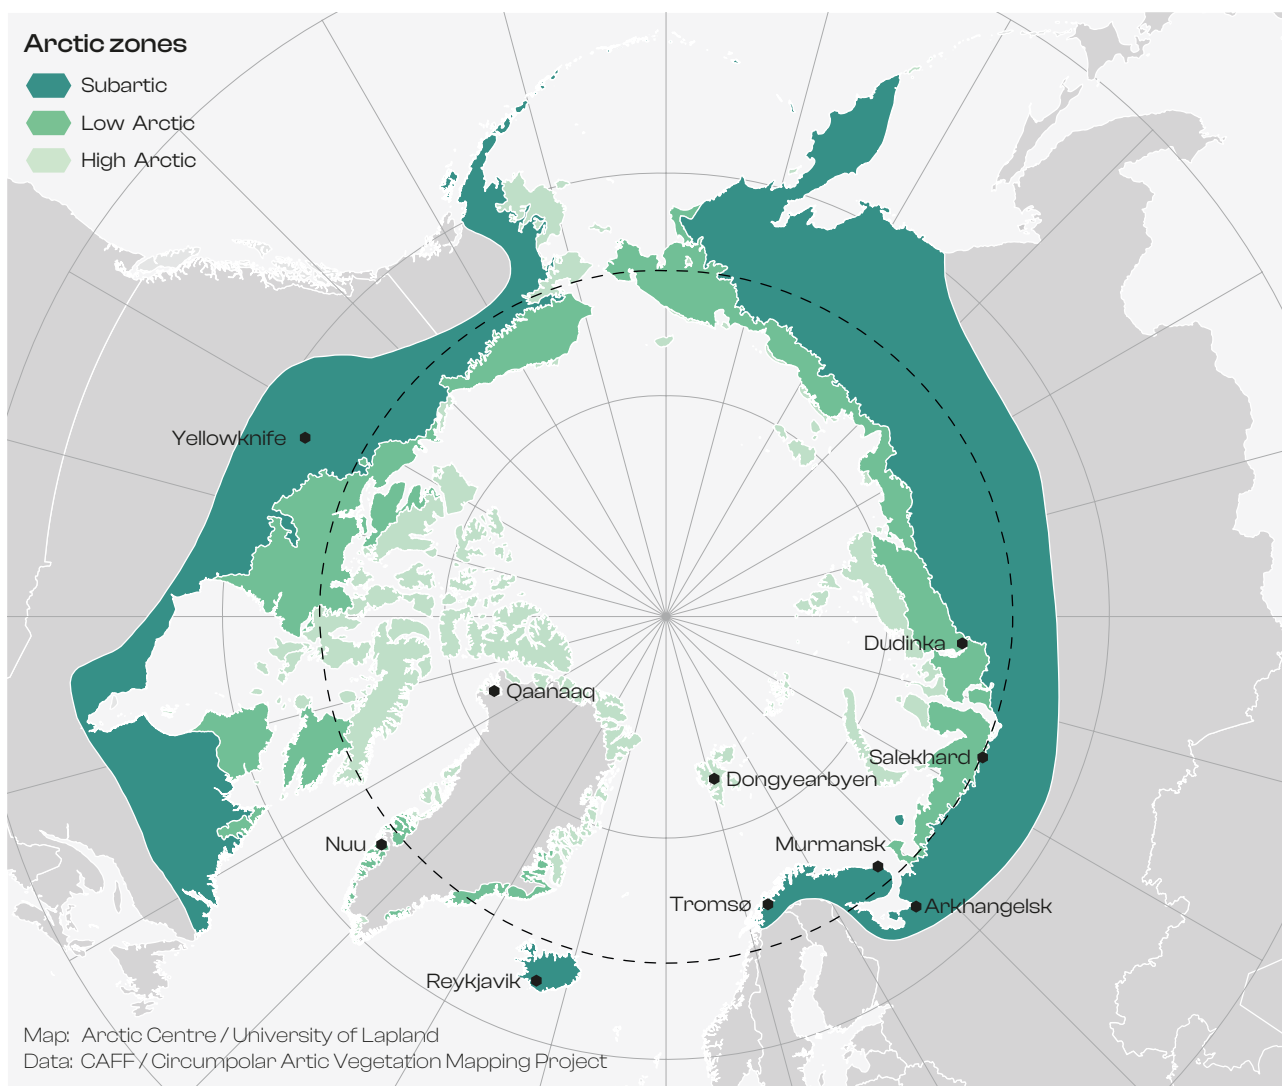 Arctic zones
Subartic
Low Arctic
High Arctic
Yellowknife
Dudinka
Qaanaaq
Salekhard
Dongyearbyen
Nuu
Murmansk
Tromsø
Arkhangelsk
Reykjavik
Map: Arctic Centre / University of Lapland
Data: CAFF / Circumpolar Artic Vegetation Mapping Project